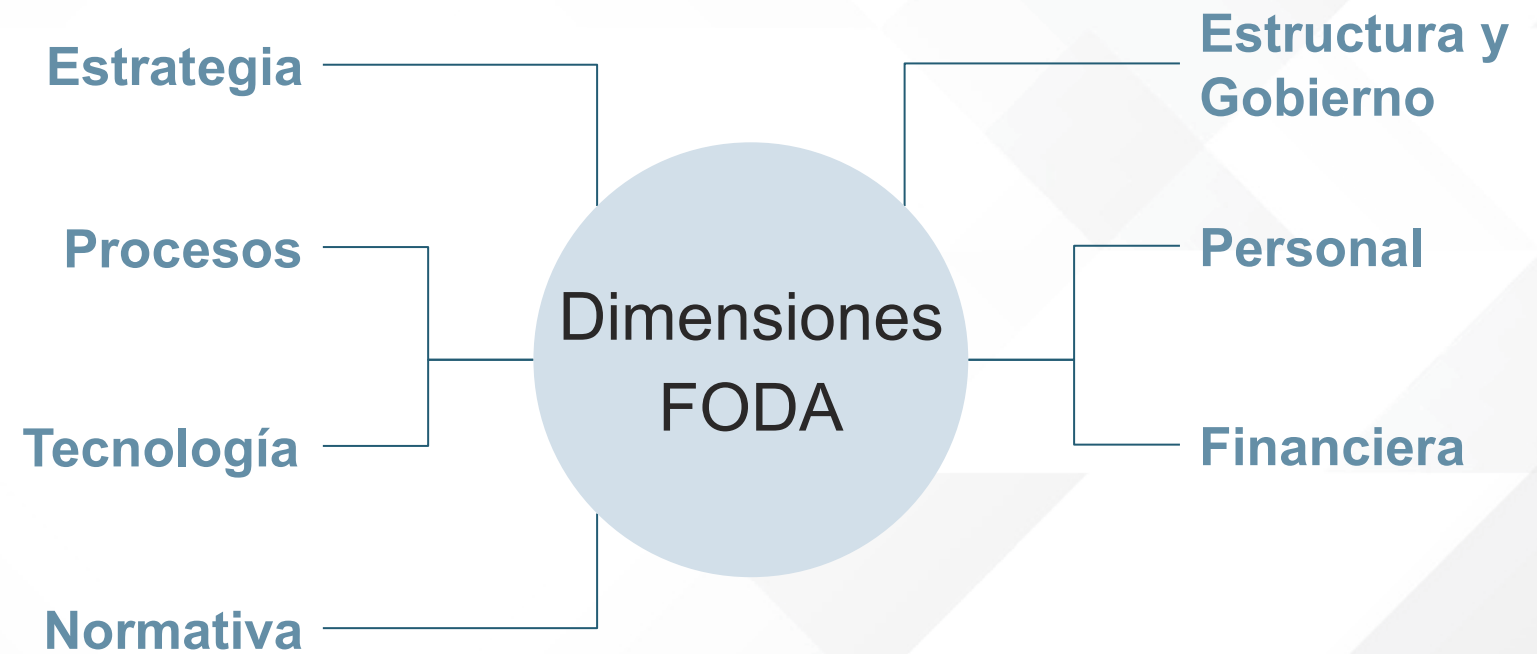 Estrategia
Procesos
Tecnología
Normativa
Dimensiones
FODA
Estructura y
Gobierno
Personal
Financiera